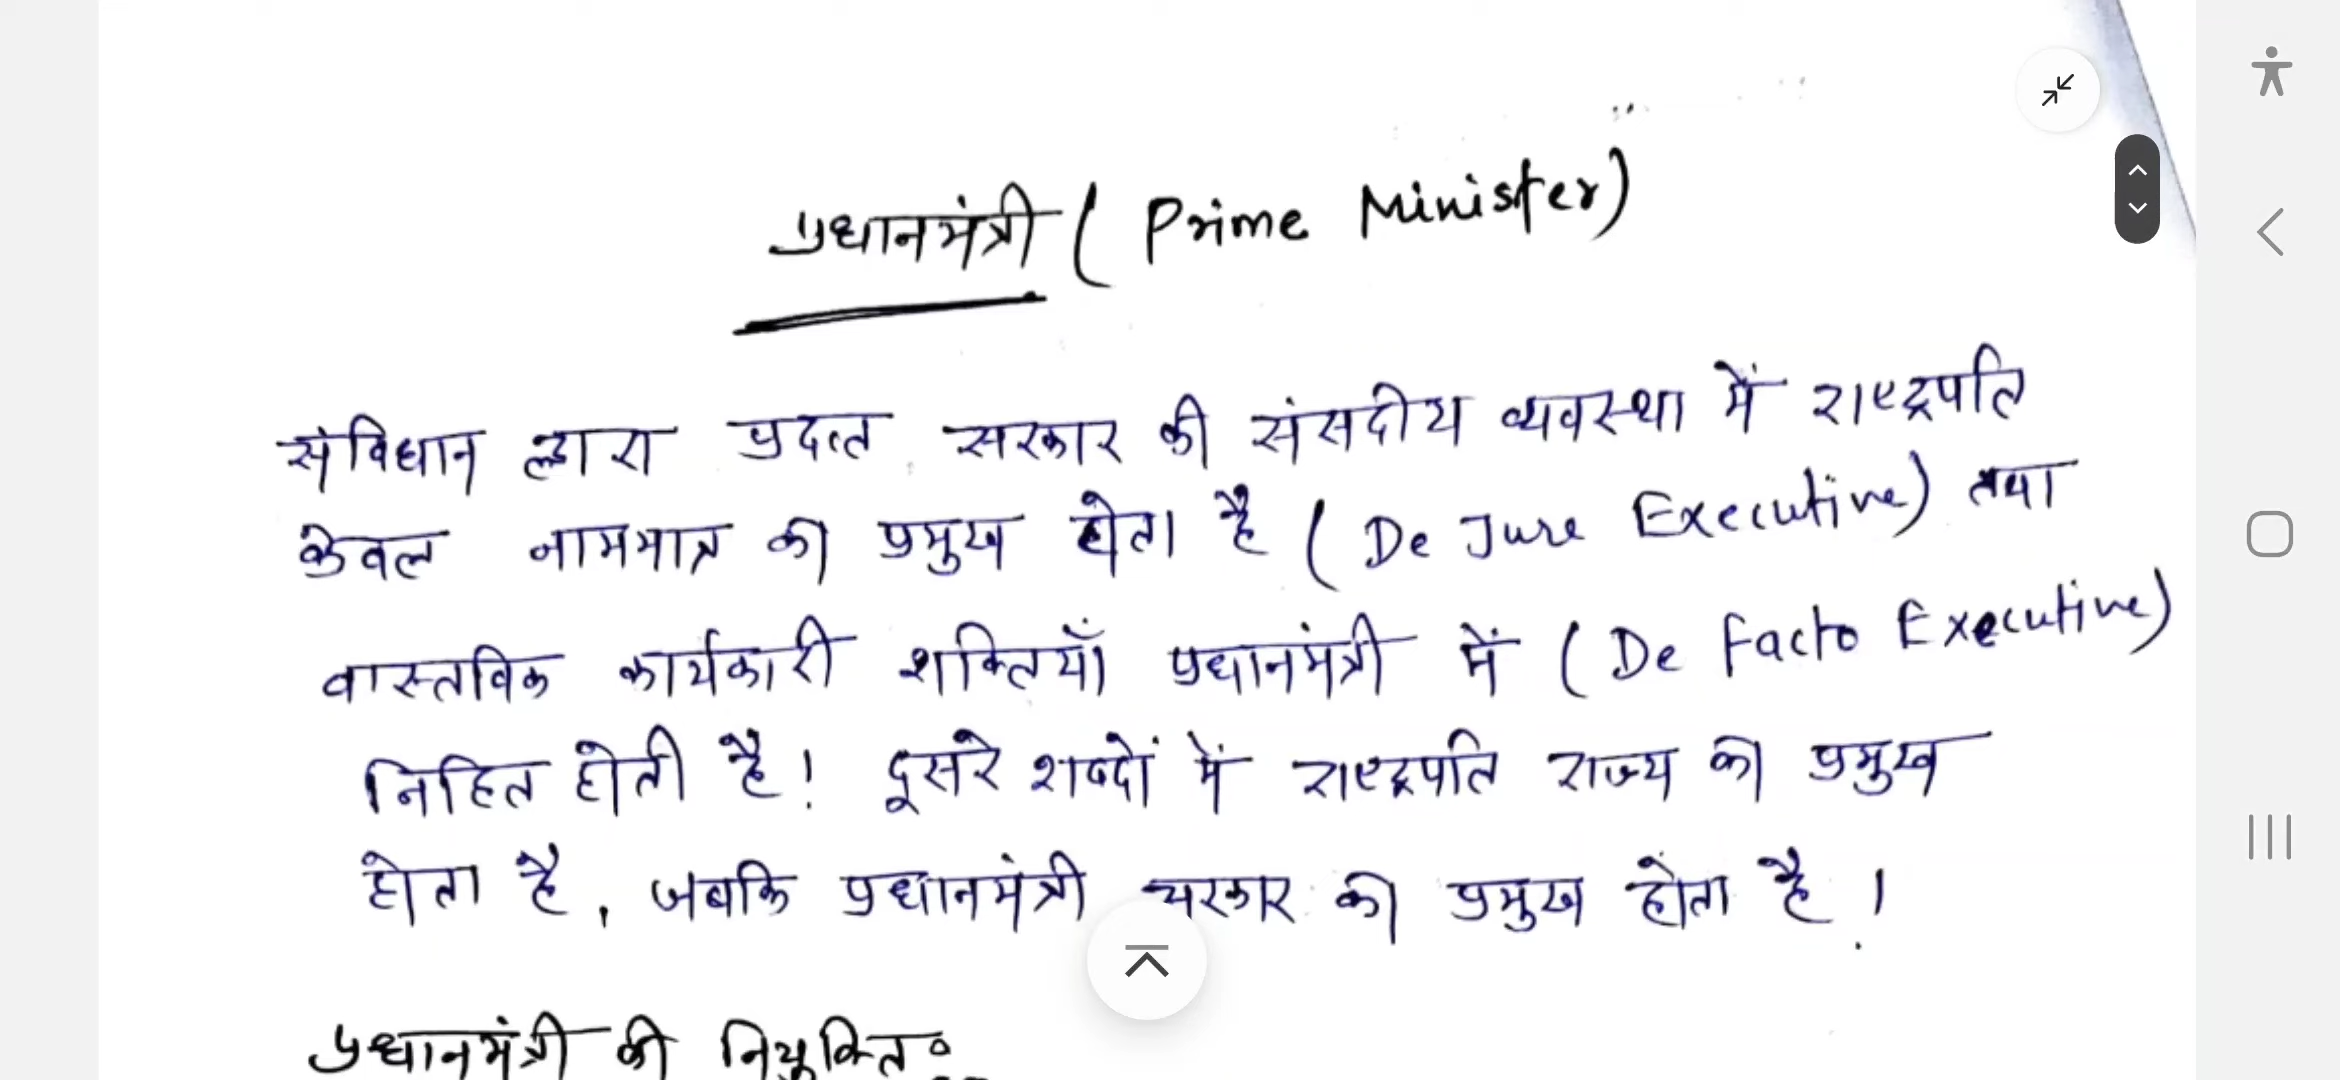 प्रधानमंत्री ( Prime Minister)
संविधान द्वारा प्रदत्त सरकार की संसदीय व्यवस्था में राष्ट्रपति
केवल नाममात्र का प्रमुख होता है ( De Jure Executive) तथा
वास्तविक कार्यकारी शक्तियाँ प्रधानमंत्री में ( De facto Executive)
निहित होती है। दूसरे शब्दों में राष्ट्रपति राज्य का प्रमुख
होता है, जबकि प्रधानमंत्री सरकार का प्रमुख होता है।
प्रधानमंत्री की नियुक्ति: